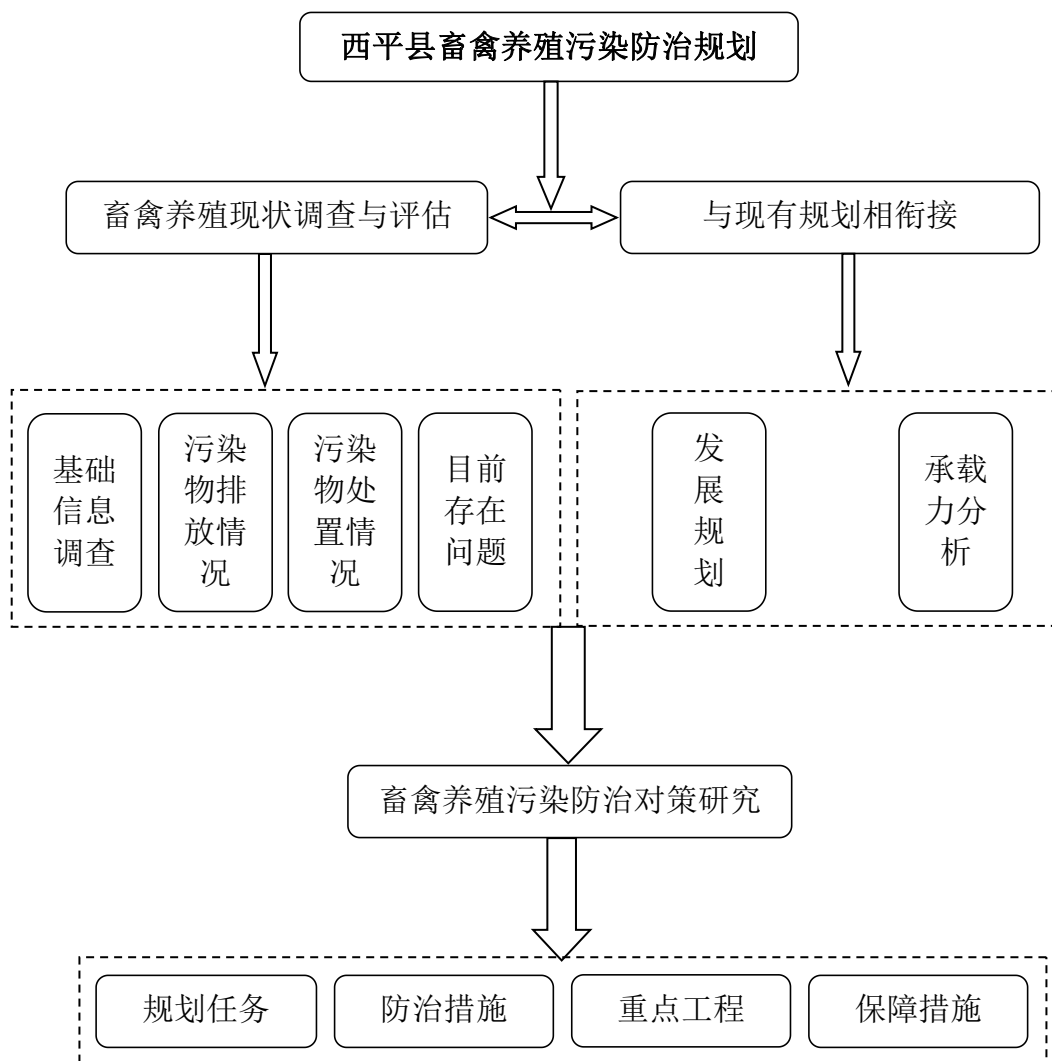 西平县畜禽养殖污染防治规划
畜禽养殖现状调查与评估
与现有规划相衔接
基础
信息
调查
污染
物排
放情
况
污染
物处
置情
况
目前
存在
问题
发
展
规
划
承载
力分
析
畜禽养殖污染防治对策研究
规划任务
防治措施
重点工程
保障措施